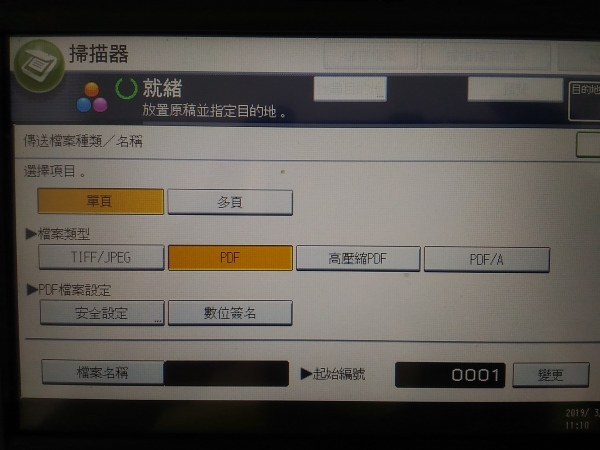 掃描器
就緒
放置原稿並指定目的地。
目的地
傳送檔案種類／名稱
選擇項目。
單頁 多頁
▶檔案類型
TIFF/JPEG PDF 高壓縮PDF PDF/A
▶PDF檔案設定
安全設定 數位簽名
檔案名稱 ▶起始編號 0001 變更
2019/ 3
11:10